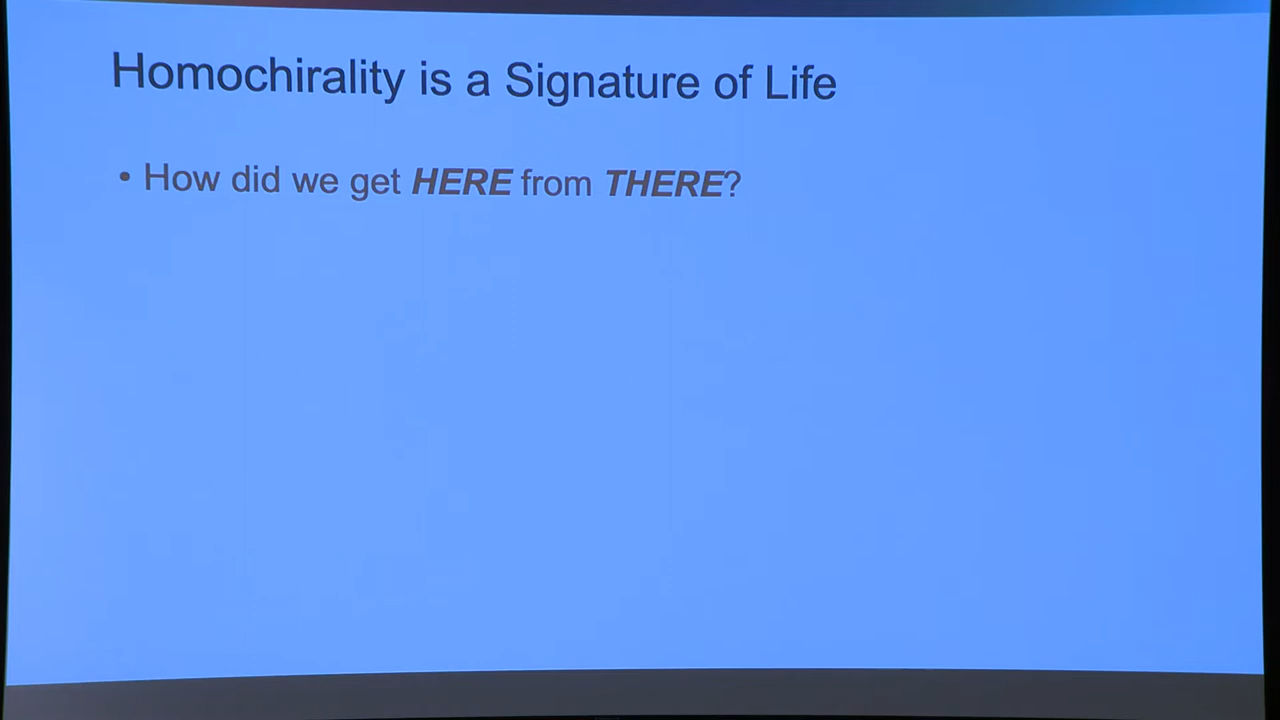 Homochirality is a Signature of Life
• How did we get HERE from THERE?